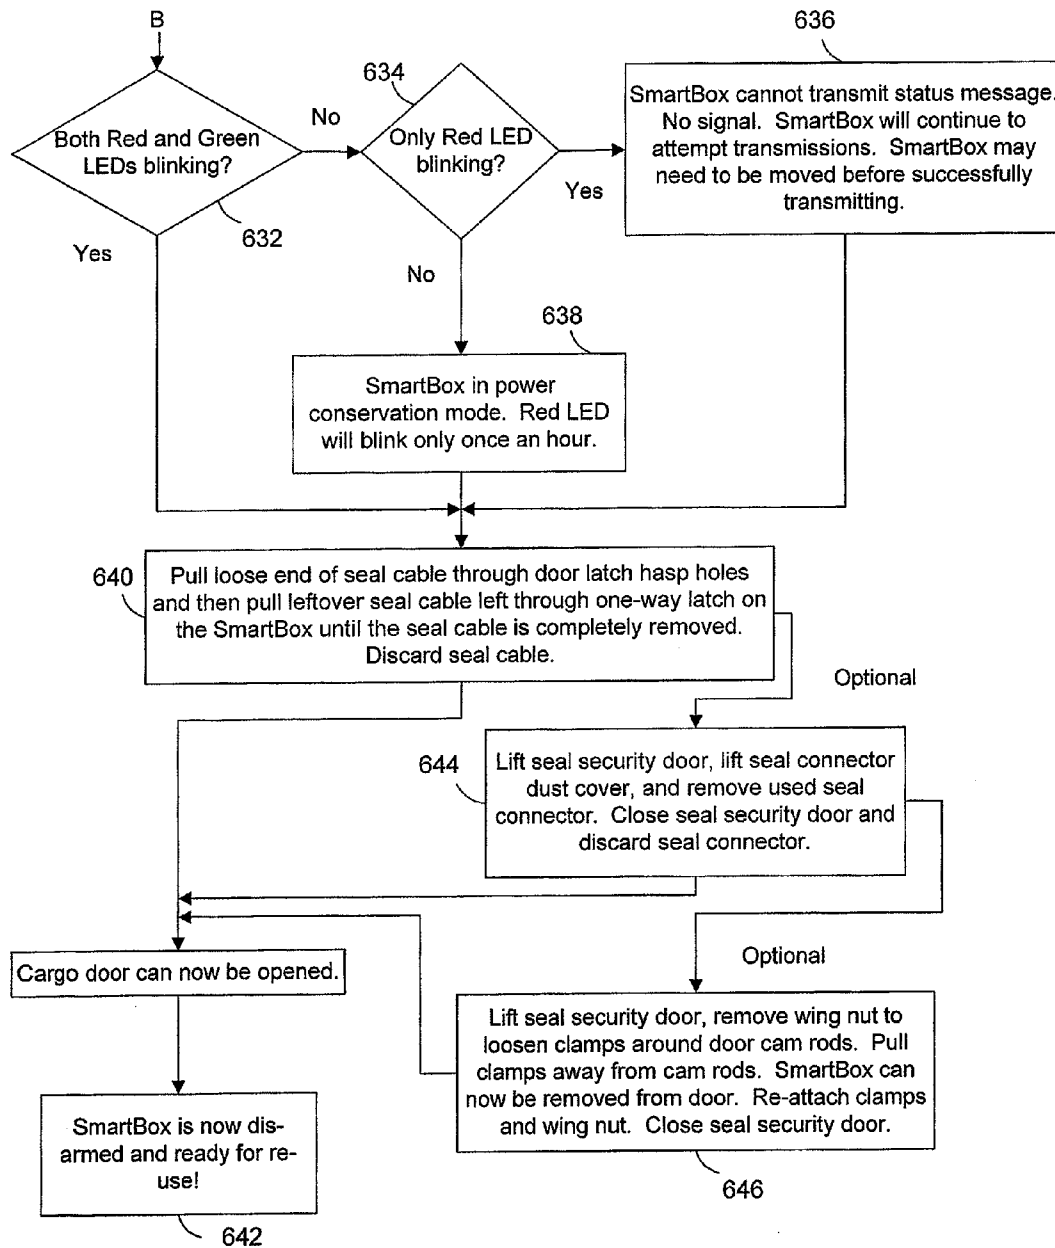 B
636
634
SmartBox cannot transmit status message.
No signal. SmartBox will continue to
attempt transmissions. SmartBox may
need to be moved before successfully
transmitting.
No
Both Red and Green
LEDs blinking?
Only Red LED
blinking?
Yes
632
Yes
No
638
SmartBox in power
conservation mode. Red LED
will blink only once an hour.
640
Pull loose end of seal cable through door latch hasp holes
and then pull leftover seal cable left through one-way latch on
the SmartBox until the seal cable is completely removed.
Discard seal cable.
Optional
644
Lift seal security door, lift seal connector
dust cover, and remove used seal
connector. Close seal security door and
discard seal connector.
Optional
Cargo door can now be opened.
Lift seal security door, remove wing nut to
loosen clamps around door cam rods. Pull
clamps away from cam rods. SmartBox can
now be removed from door. Re-attach clamps
and wing nut. Close seal security door.
SmartBox is now dis-
armed and ready for re-
use!
646
642